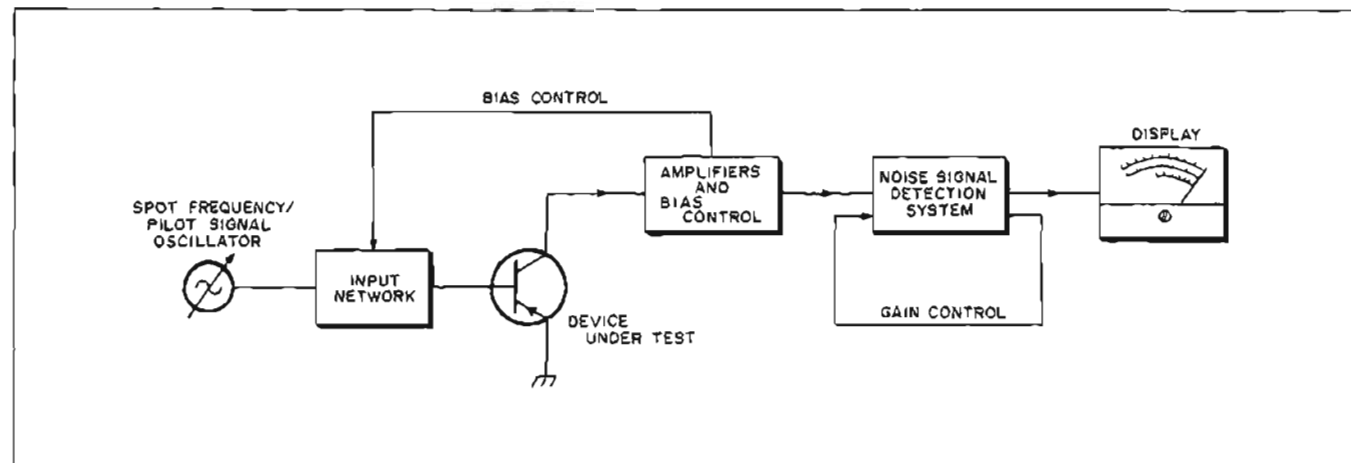 BIAS CONTROL
DISPLAY
SPOT FREQUENCY/
PILOT SIGNAL
OSCILLATOR
INPUT
NETWORK
DEVICE
UNDER TEST
AMPLIFIERS
AND
BIAS
CONTROL
NOISE SIGNAL
DETECTION
SYSTEM
GAIN CONTROL